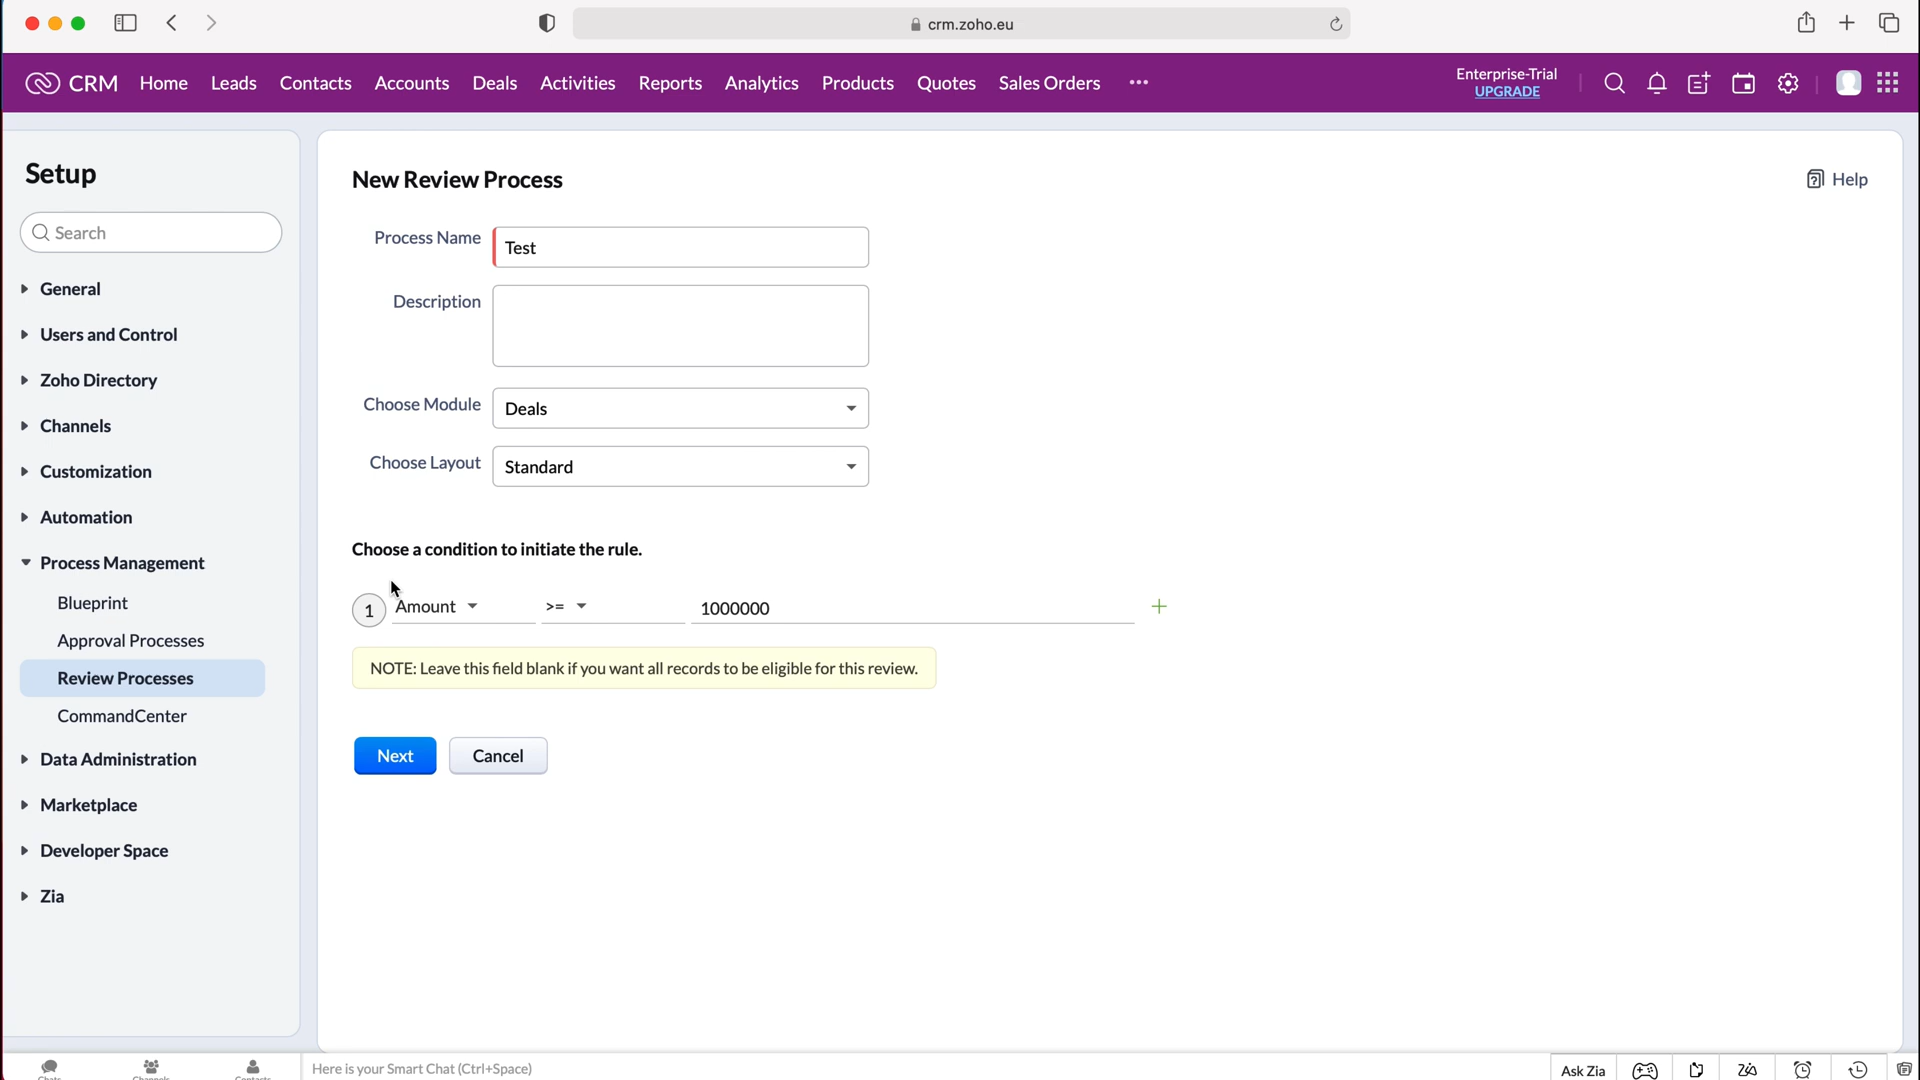 crm.zoho.eu
CRM Home Leads Contacts Accounts Deals Activities Reports Analytics Products Quotes Sales Orders •••
Enterprise-Trial
UPGRADE
Setup
Search
General
Users and Control
Zoho Directory
Channels
Customization
Automation
Process Management
Blueprint
Approval Processes
Review Processes
CommandCenter
Data Administration
Marketplace
Developer Space
Zia
New Review Process
Help
Process Name Test
Description
Choose Module Deals
Choose Layout Standard
Choose a condition to initiate the rule.
1 Amount >= 1000000 +
NOTE: Leave this field blank if you want all records to be eligible for this review.
Next Cancel
Chats Channels Contacts
Here is your Smart Chat (Ctrl+Space)
Ask Zia